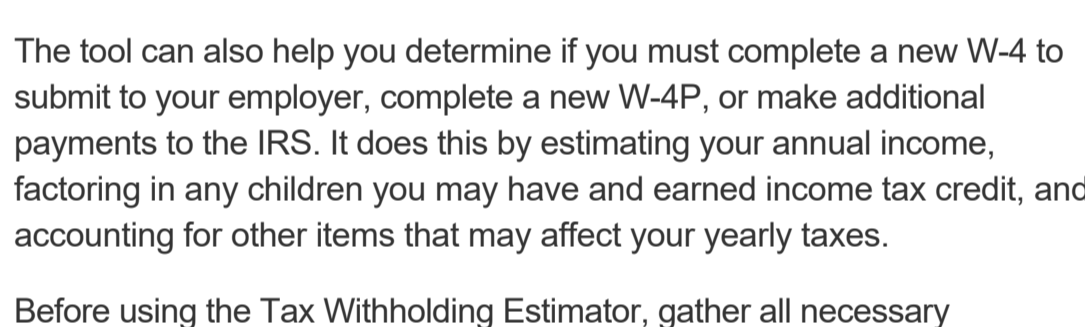 The tool can also help you determine if you must complete a new W-4 to
submit to your employer, complete a new W-4P, or make additional
payments to the IRS. It does this by estimating your annual income,
factoring in any children you may have and earned income tax credit, and
accounting for other items that may affect your yearly taxes.
Before using the Tax Withholding Estimator, gather all necessary